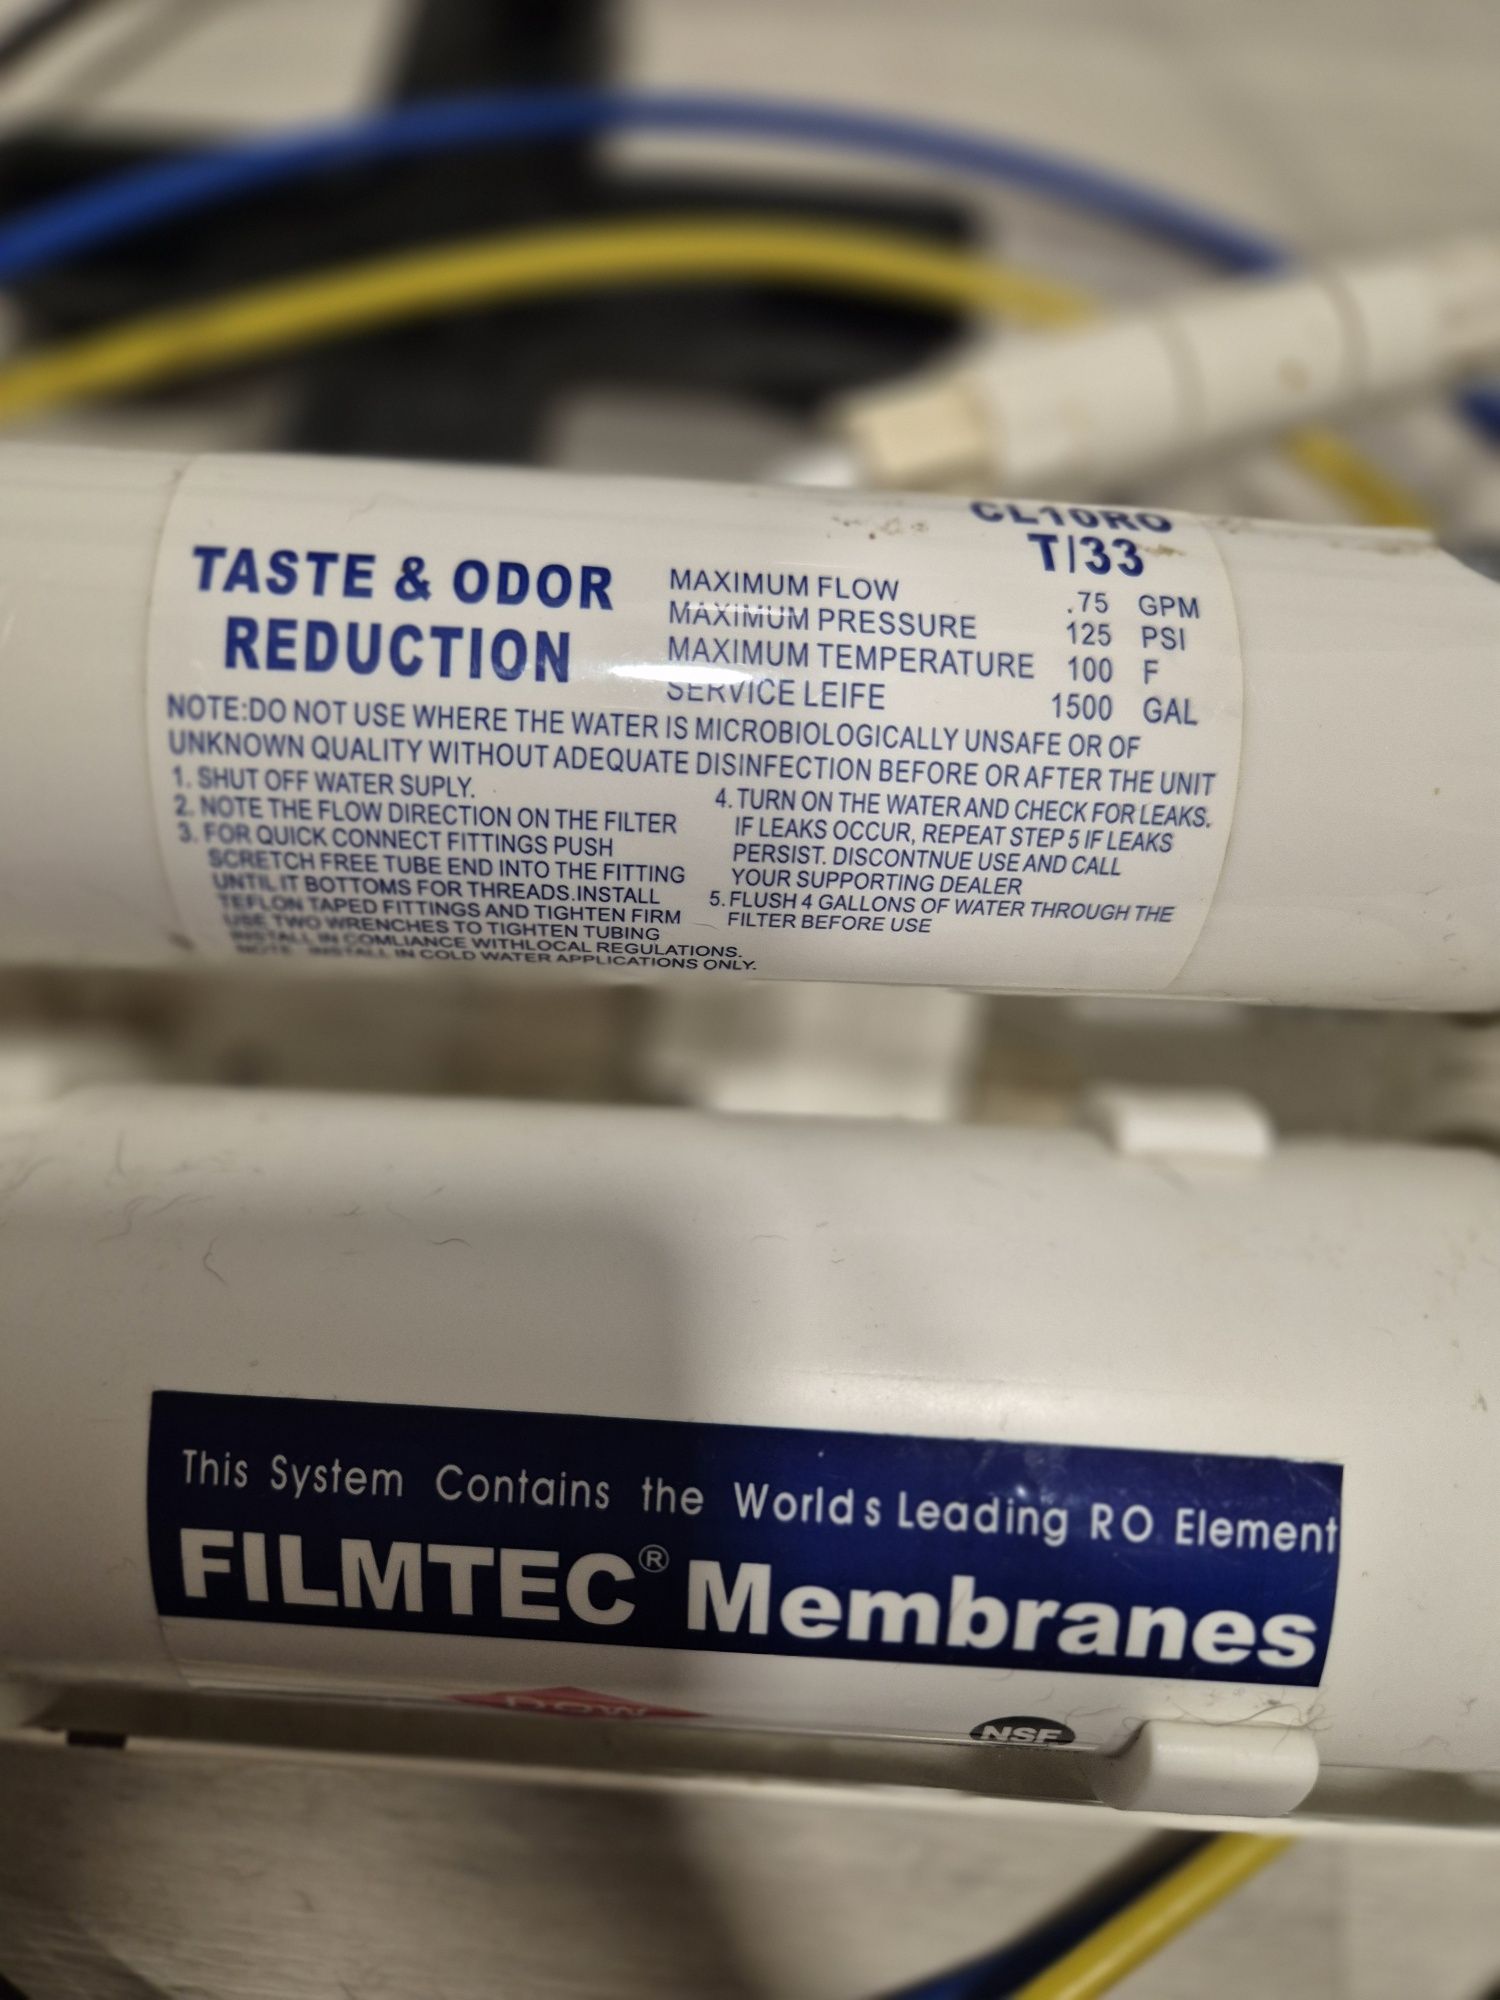 CL10RO
T/33
TASTE & ODOR
REDUCTION
MAXIMUM FLOW .75 GPM
MAXIMUM PRESSURE 125 PSI
MAXIMUM TEMPERATURE 100 F
SERVICE LEIFE 1500 GAL
NOTE:DO NOT USE WHERE THE WATER IS MICROBIOLOGICALLY UNSAFE OR OF
UNKNOWN QUALITY WITHOUT ADEQUATE DISINFECTION BEFORE OR AFTER THE UNIT
1. SHUT OFF WATER SUPLY.
2. NOTE THE FLOW DIRECTION ON THE FILTER
3. FOR QUICK CONNECT FITTINGS PUSH
SCRETCH FREE TUBE END INTO THE FITTING
UNTIL IT BOTTOMS FOR THREADS.INSTALL
TEFLON TAPED FITTINGS AND TIGHTEN FIRM
USE TWO WRENCHES TO TIGHTEN TUBING
INSTALL IN COMLIANCE WITHLOCAL REGULATIONS.
NOTE INSTALL IN COLD WATER APPLICATIONS ONLY.
4. TURN ON THE WATER AND CHECK FOR LEAKS.
IF LEAKS OCCUR, REPEAT STEP 5 IF LEAKS
PERSIST. DISCONTNUE USE AND CALL
YOUR SUPPORTING DEALER
5. FLUSH 4 GALLONS OF WATER THROUGH THE
FILTER BEFORE USE
This System Contains the Worlds Leading RO Element
FILMTEC® Membranes
DOW
NSF